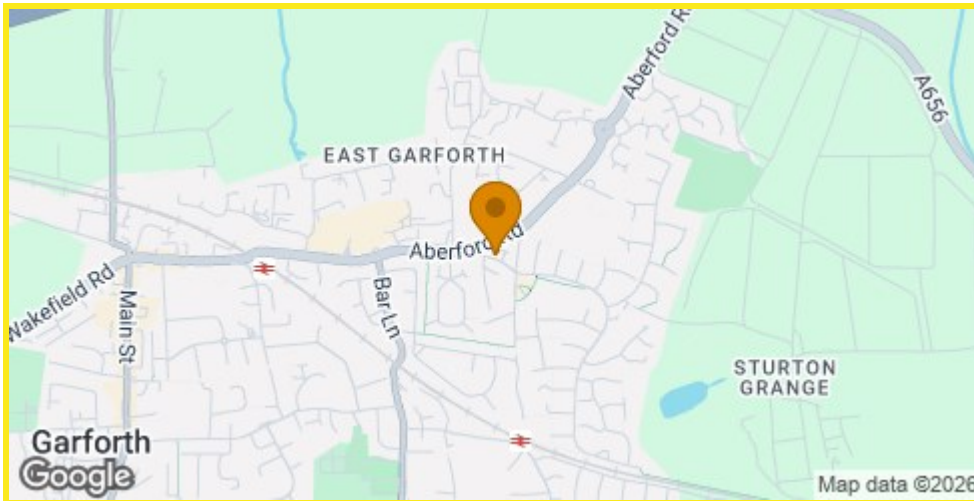 Aberford Rd
A656
EAST GARFORTH
Aberford Rd
Wakefield Rd
Main St
Bar Ln
STURTON
GRANGE
Garforth
Google
Map data ©2026